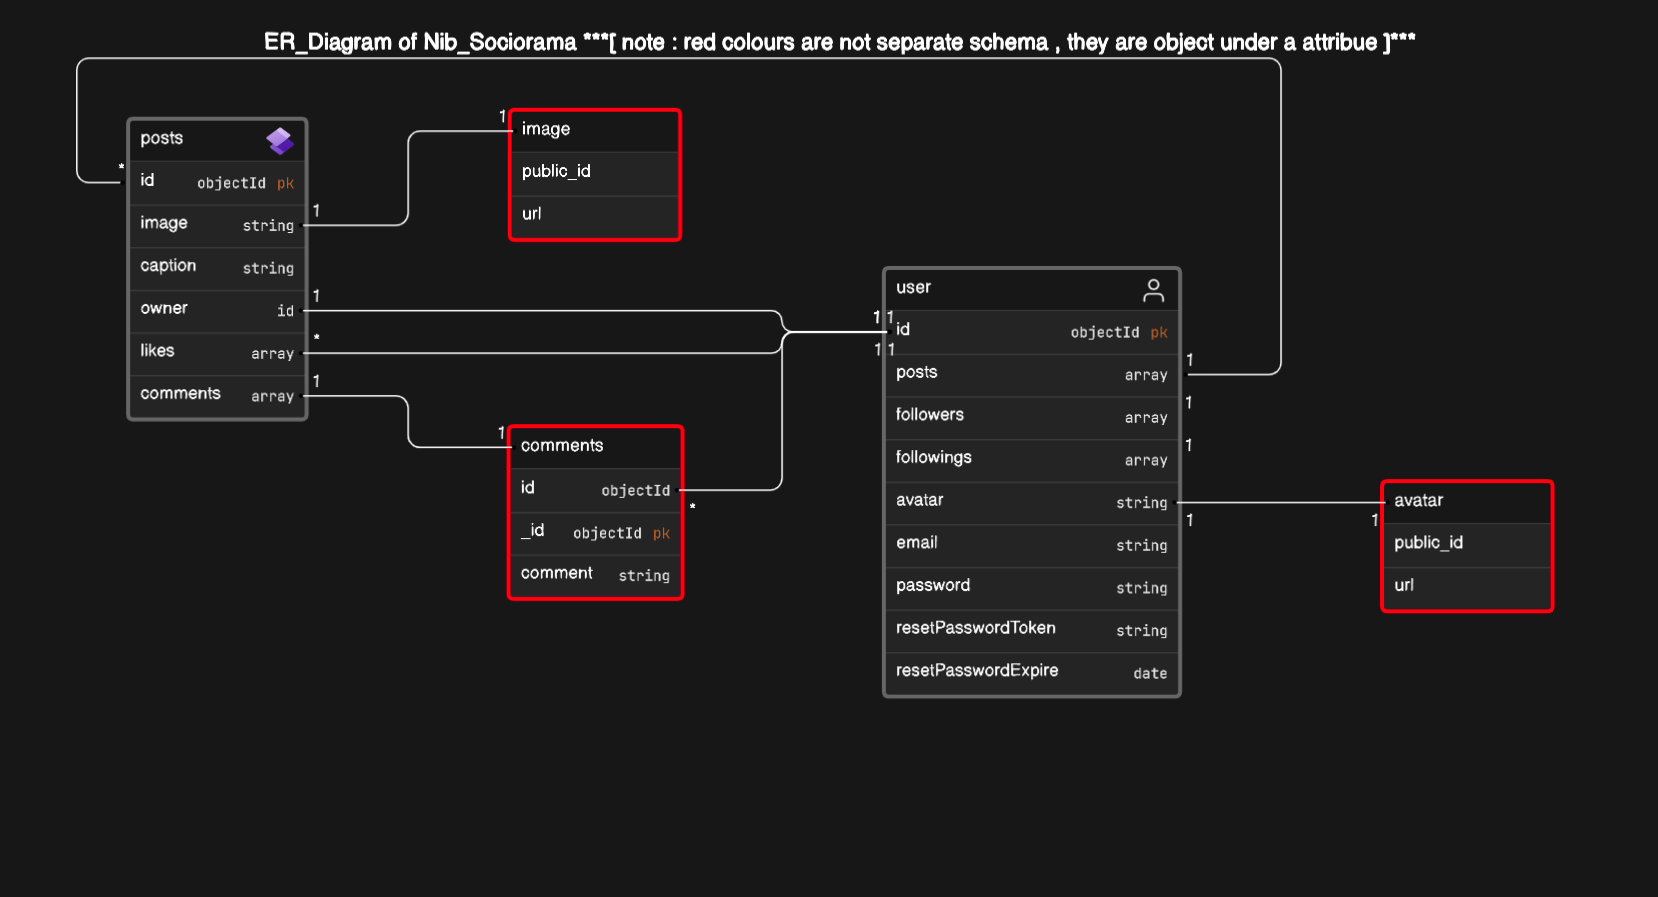 ER_Diagram of Nib_Sociorama ***[ note : red colours are not separate schema , they are object under a attribue ]***
posts
*
id objectId pk
image string 1
caption string
owner id 1
likes array *
comments array 1
1
image
public_id
url
1
comments
id objectId
*
_id objectId pk
comment string
user
1 1
id objectId pk
1 1
posts array 1
followers array 1
followings array 1
avatar string
1
email string
password string
resetPasswordToken string
resetPasswordExpire date
avatar
1
public_id
url